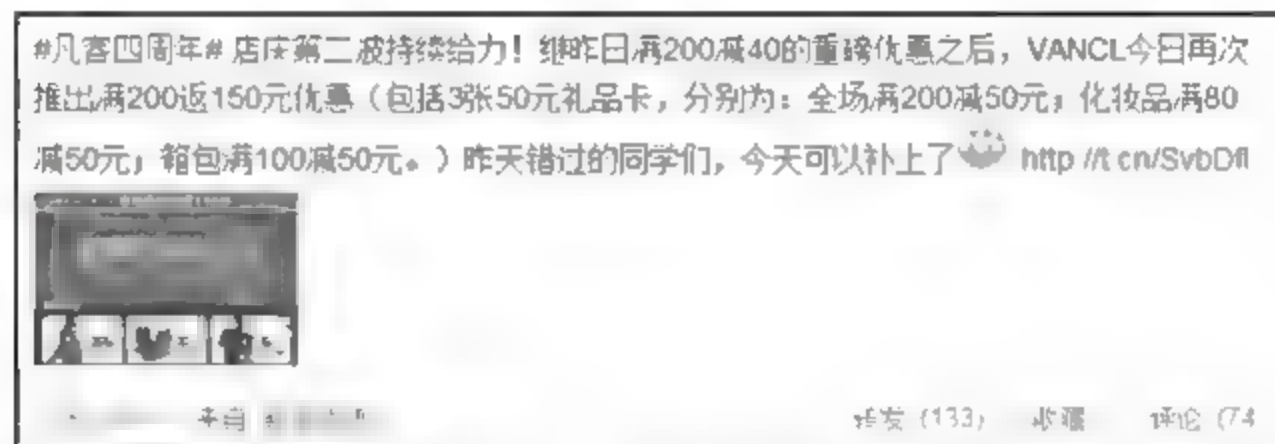 #凡客四周年# 店庆第二波持续给力！继昨日满200减40的重磅优惠之后，VANCL今日再次
推出满200返150元优惠（包括3张50元礼品卡，分别为：全场满200减50元；化妆品满80
减50元；箱包满100减50元。）昨天错过的同学们，今天可以补上了 http //t cn/SvbDfl
来自
转发 (133) 收藏 评论 (74